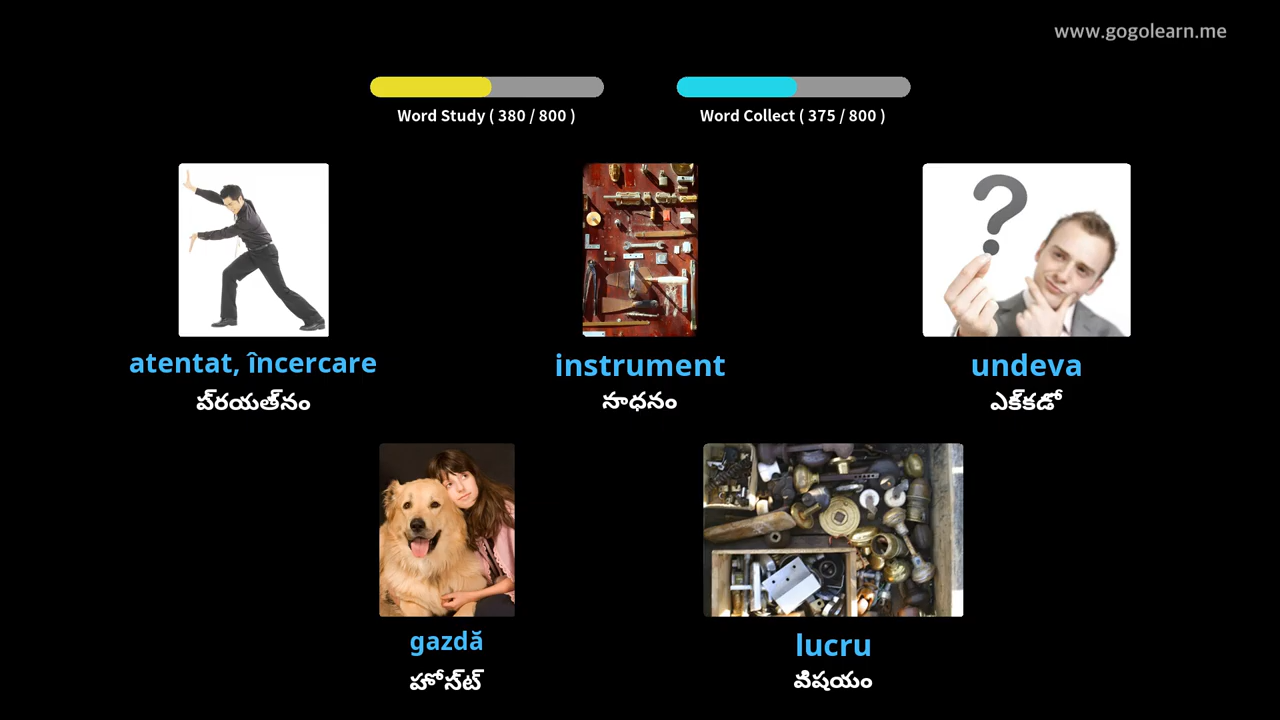 www.gogolearn.me
Word Study ( 380 / 800 )
Word Collect ( 375 / 800 )
atentat, încercare
ప్‌రయత్‌నం
instrument
సాధనం
undeva
ఎక్‌కడో
gazdă
హోస్‌ట్
lucru
విషయం